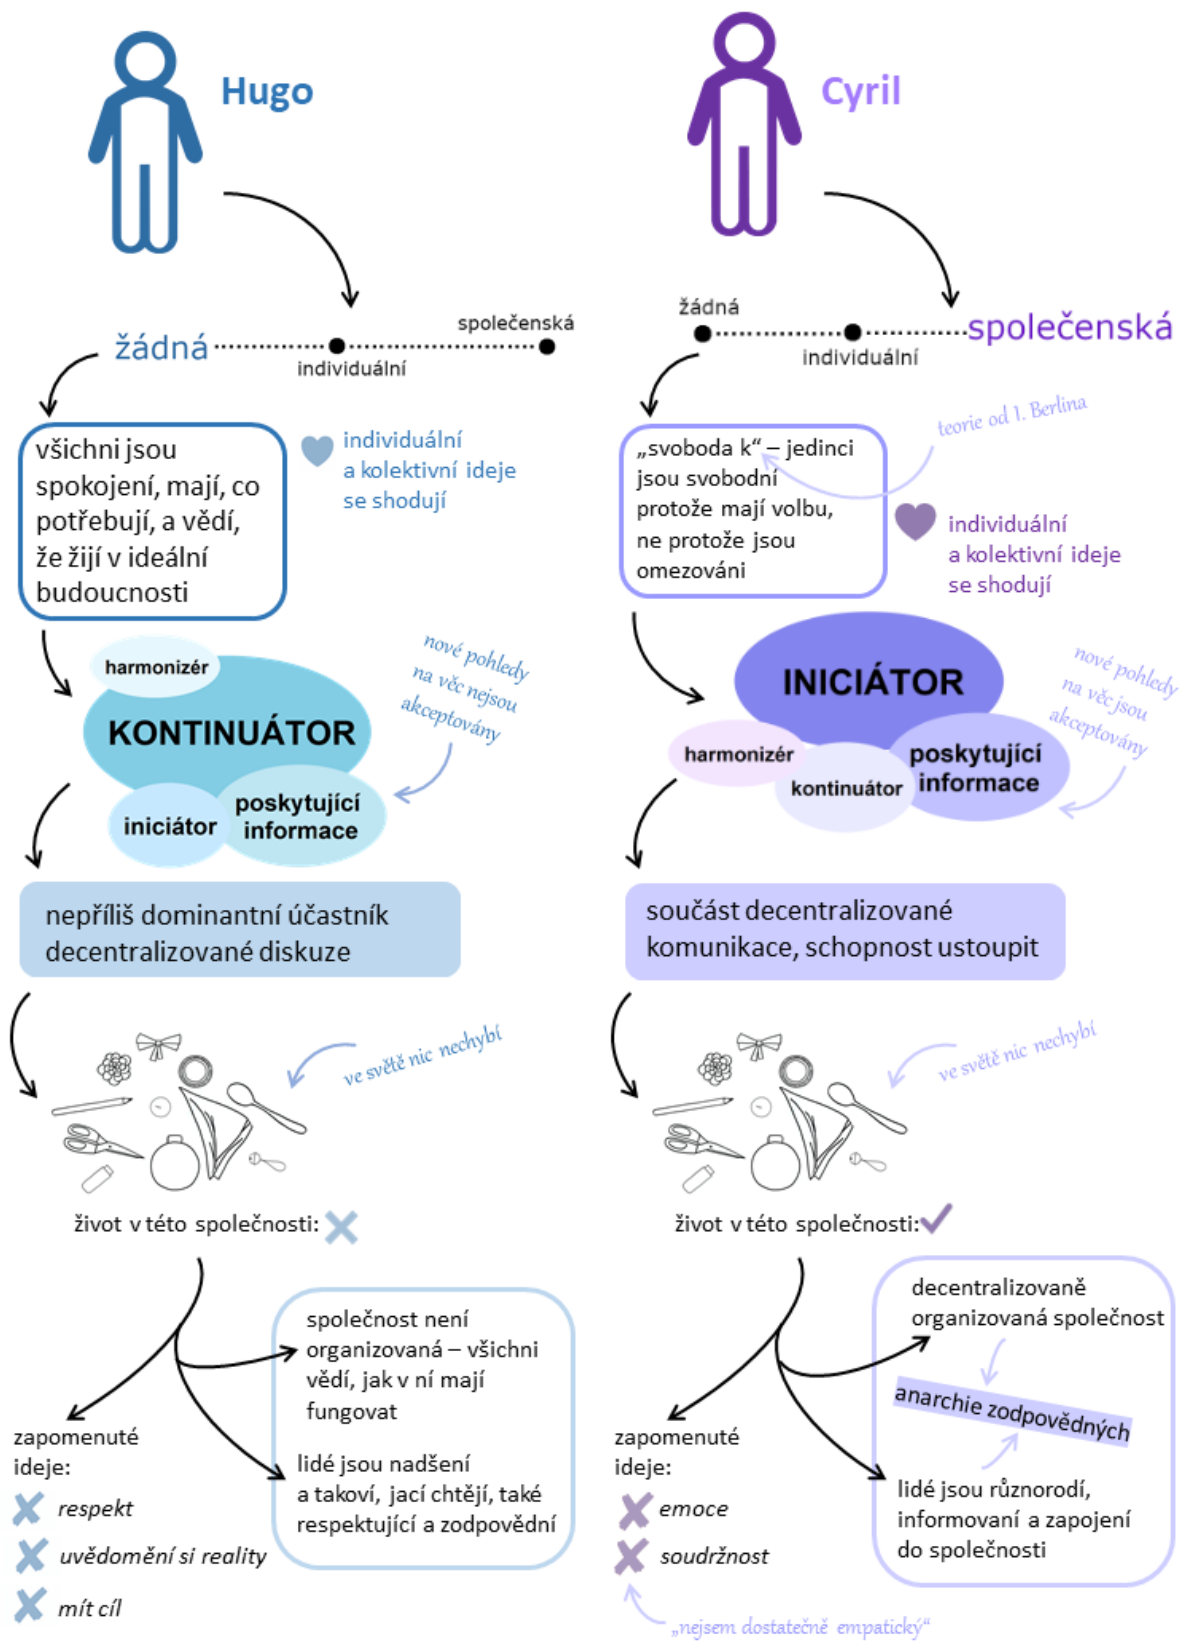 Hugo
žádná
individuální
společenská
všichni jsou
spokojení, mají, co
potřebují, a vědí,
že žijí v ideální
budoucnosti
individuální
a kolektivní ideje
se shodují
harmonizér
KONTINUÁTOR
iniciátor
poskytující
informace
nové pohledy
na věc nejsou
akceptovány
nepříliš dominantní účastník
decentralizované diskuze
ve světě nic nechybí
život v této společnosti:
společnost není
organizovaná – všichni
vědí, jak v ní mají
fungovat
lidé jsou nadšení
a takoví, jací chtějí, také
respektující a zodpovědní
zapomenuté
ideje:
respekt
uvědomění si reality
mít cíl
Cyril
žádná
individuální
společenská
teorie od I. Berlina
„svoboda k“ – jedinci
jsou svobodní
protože mají volbu,
ne protože jsou
omezováni
individuální
a kolektivní ideje
se shodují
INICIÁTOR
harmonizér
kontinuátor
poskytující
informace
nové pohledy
na věc jsou
akceptovány
součást decentralizované
komunikace, schopnost ustoupit
ve světě nic nechybí
život v této společnosti:
decentralizovaně
organizovaná společnost
anarchie zodpovědných
lidé jsou různorodí,
informovaní a zapojení
do společnosti
zapomenuté
ideje:
emoce
soudržnost
„nejsem dostatečně empatický“